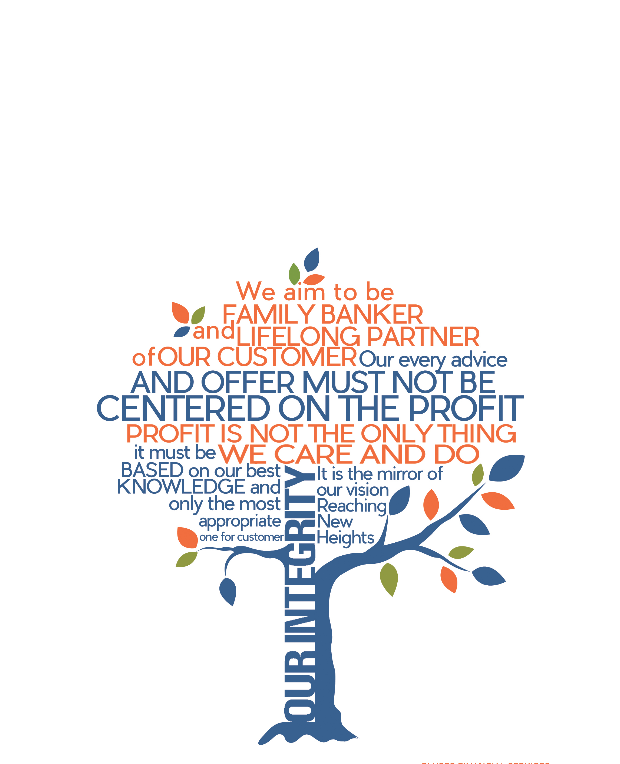 We aim to be
FAMILY BANKER
and LIFELONG PARTNER
of OUR CUSTOMER Our every advice
AND OFFER MUST NOT BE
CENTERED ON THE PROFIT
PROFIT IS NOT THE ONLY THING
it must be WE CARE AND DO
BASED on our best
KNOWLEDGE and
only the most
appropriate
one for customer
OUR INTEGRITY
It is the mirror of
our vision
Reaching
New
Heights